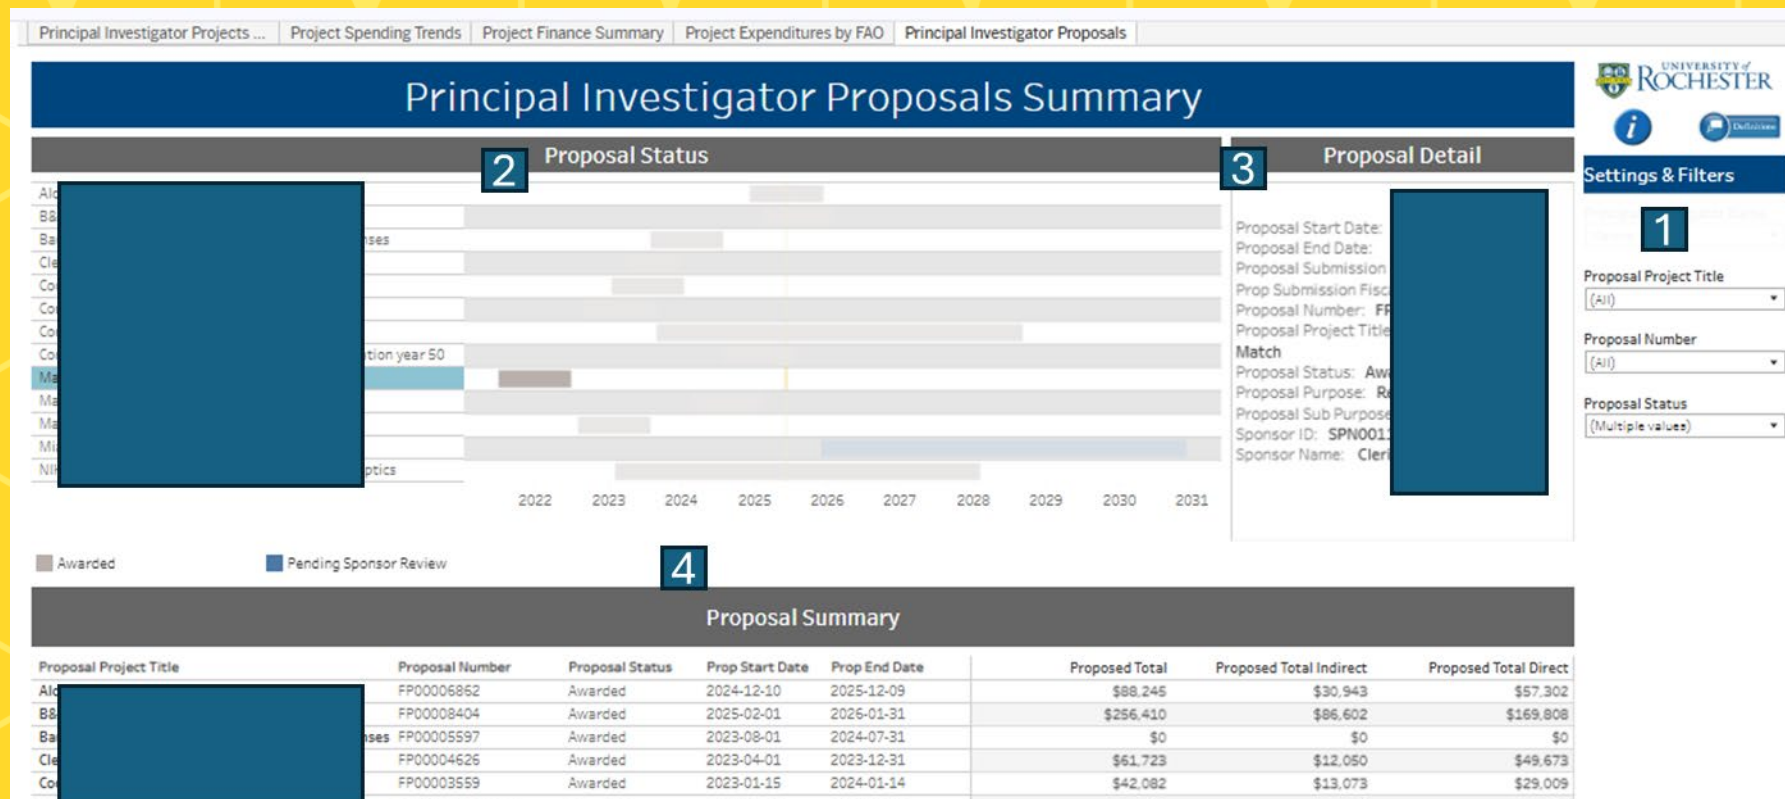 Principal Investigator Projects ...
Project Spending Trends
Project Finance Summary
Project Expenditures by FAO
Principal Investigator Proposals
Principal Investigator Proposals Summary
UNIVERSITY of
ROCHESTER
i
Definitions
2
Proposal Status
3
Proposal Detail
Settings & Filters
1
Proposal Project Title
(All)
Proposal Number
(All)
Proposal Status
(Multiple values)
nses
tion year 50
ptics
2022 2023 2024 2025 2026 2027 2028 2029 2030 2031
Proposal Start Date:
Proposal End Date:
Proposal Submission
Prop Submission Fisc
Proposal Number: FP
Proposal Project Title
Match
Proposal Status: Awa
Proposal Purpose: Re
Proposal Sub Purpose
Sponsor ID: SPN0011
Sponsor Name: Cleri
Awarded
Pending Sponsor Review
4
Proposal Summary
Proposal Project Title Proposal Number Proposal Status Prop Start Date Prop End Date Proposed Total Proposed Total Indirect Proposed Total Direct
FP00006862 Awarded 2024-12-10 2025-12-09 $88,245 $30,943 $57,302
B& FP00008404 Awarded 2025-02-01 2026-01-31 $256,410 $86,602 $169,808
Ba nses FP00005597 Awarded 2023-08-01 2024-07-31 $0 $0 $0
Cle FP00004626 Awarded 2023-04-01 2023-12-31 $61,723 $12,050 $49,673
Co FP00003559 Awarded 2023-01-15 2024-01-14 $42,082 $13,073 $29,009